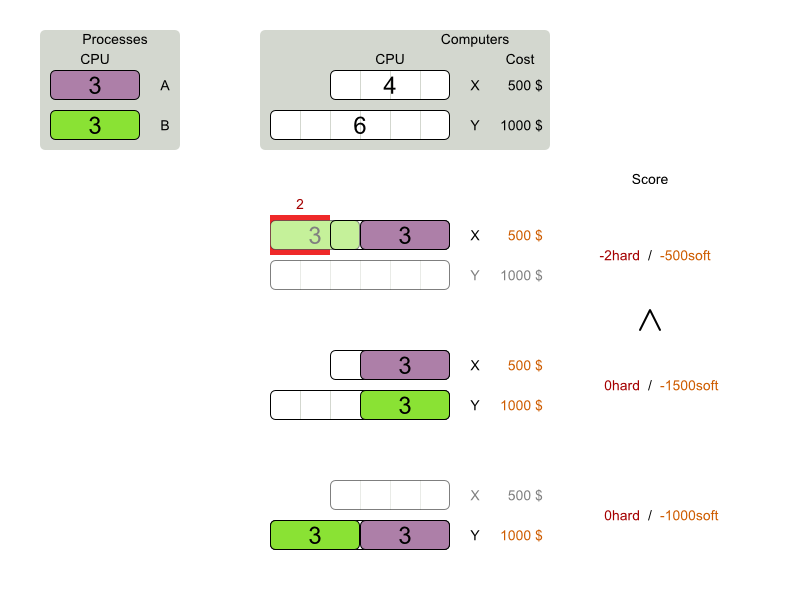 Processes
CPU
3 A
3 B
Computers
CPU Cost
4 X 500 $
6 Y 1000 $
Score
2
3 3 X 500 $
Y 1000 $
-2hard / -500soft
3 X 500 $
3 Y 1000 $
0hard / -1500soft
X 500 $
3 3 Y 1000 $
0hard / -1000soft